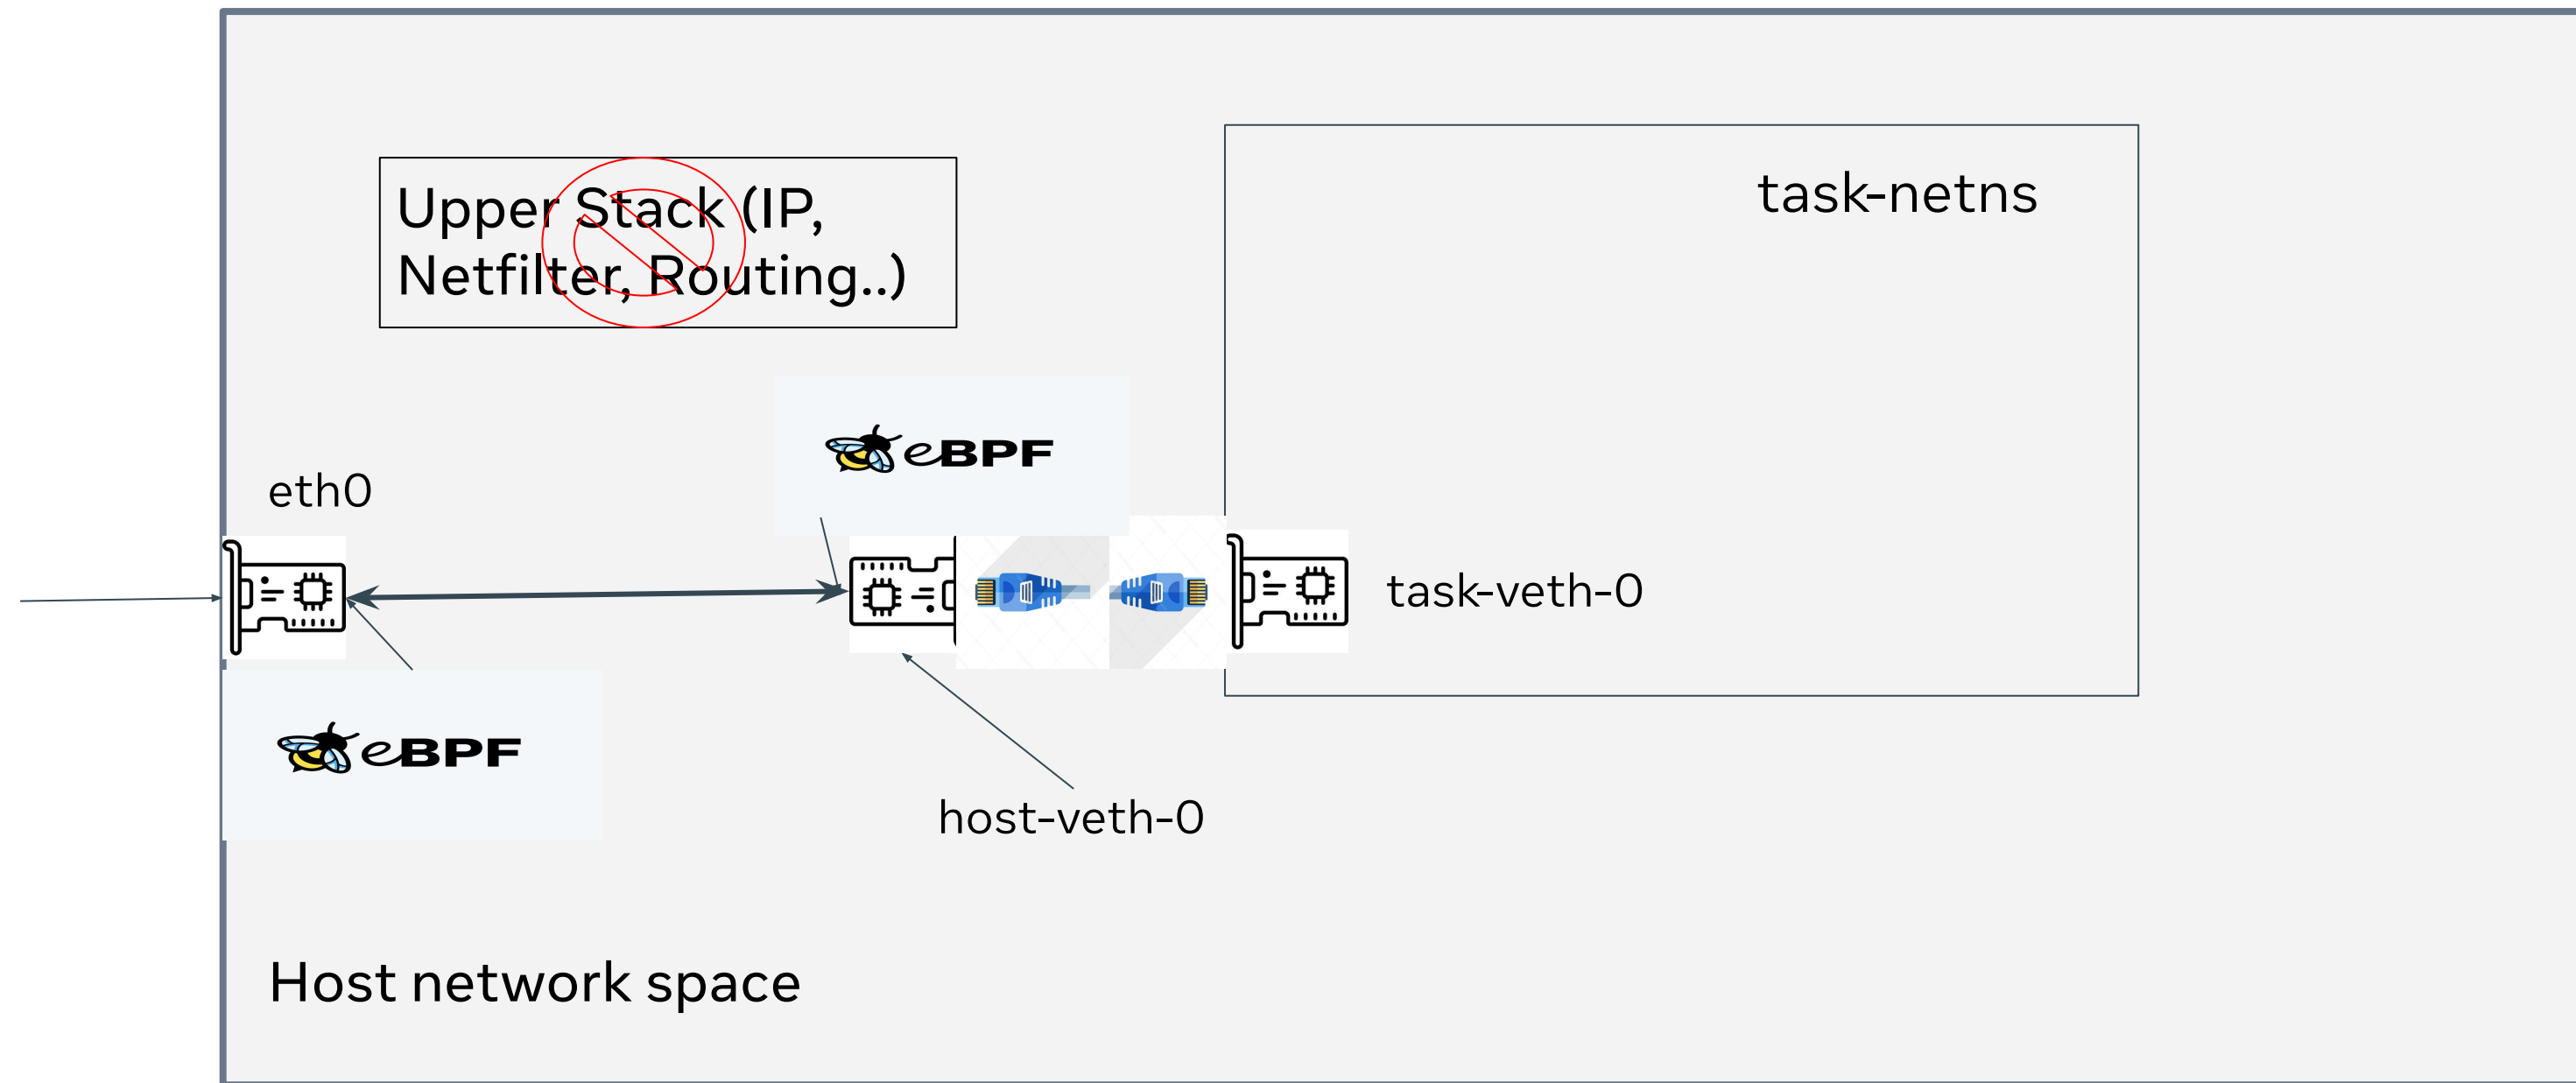 Upper Stack (IP,
Netfilter, Routing..)
task-netns
eBPF
eth0
task-veth-0
eBPF
host-veth-0
Host network space